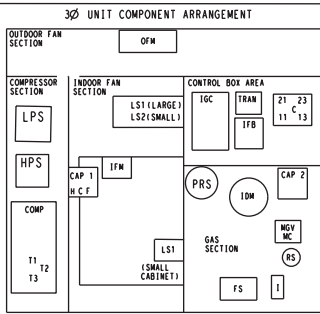 3Ø UNIT COMPONENT ARRANGEMENT
OUTDOOR FAN
SECTION
OFM
COMPRESSOR
SECTION
LPS
HPS
COMP
T1
T2
T3
INDOOR FAN
SECTION
LS1(LARGE)
LS2(SMALL)
IFM
CAP 1
H C F
LS1
(SMALL
CABINET)
CONTROL BOX AREA
IGC
TRAN
IFB
21 23
C
11 13
PRS
IDM
CAP 2
GAS
SECTION
MGV
MC
RS
FS
I